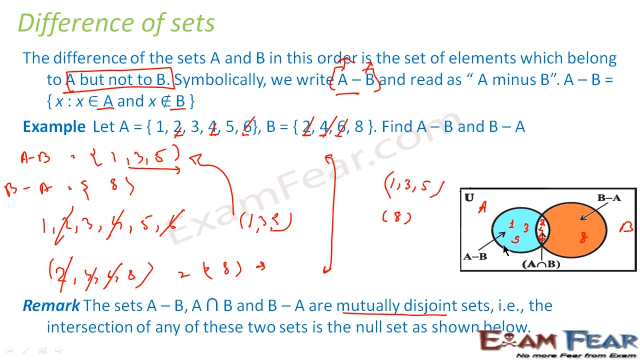 Difference of sets
The difference of the sets A and B in this order is the set of elements which belong
to A but not to B. Symbolically, we write A – B and read as “ A minus B”. A – B =
{ x : x ∈ A and x ∉ B }
Example Let A = { 1, 2, 3, 4, 5, 6}, B = { 2, 4, 6, 8 }. Find A – B and B – A
A-B = { 1, 3, 5 }
B - A = { 8 }
1, 2, 3, 4, 5, 6 (1, 3, 5)
(2, 4, 6, 8) = (8)
(1, 3, 5)
(8)
U
A
B–A
B
1 3 5
2 4 6
8
A–B
(A∩B)
ExamFear.com
Remark The sets A – B, A ∩ B and B – A are mutually disjoint sets, i.e., the
intersection of any of these two sets is the null set as shown below.
EXAM FEAR
No more Fear from Exam